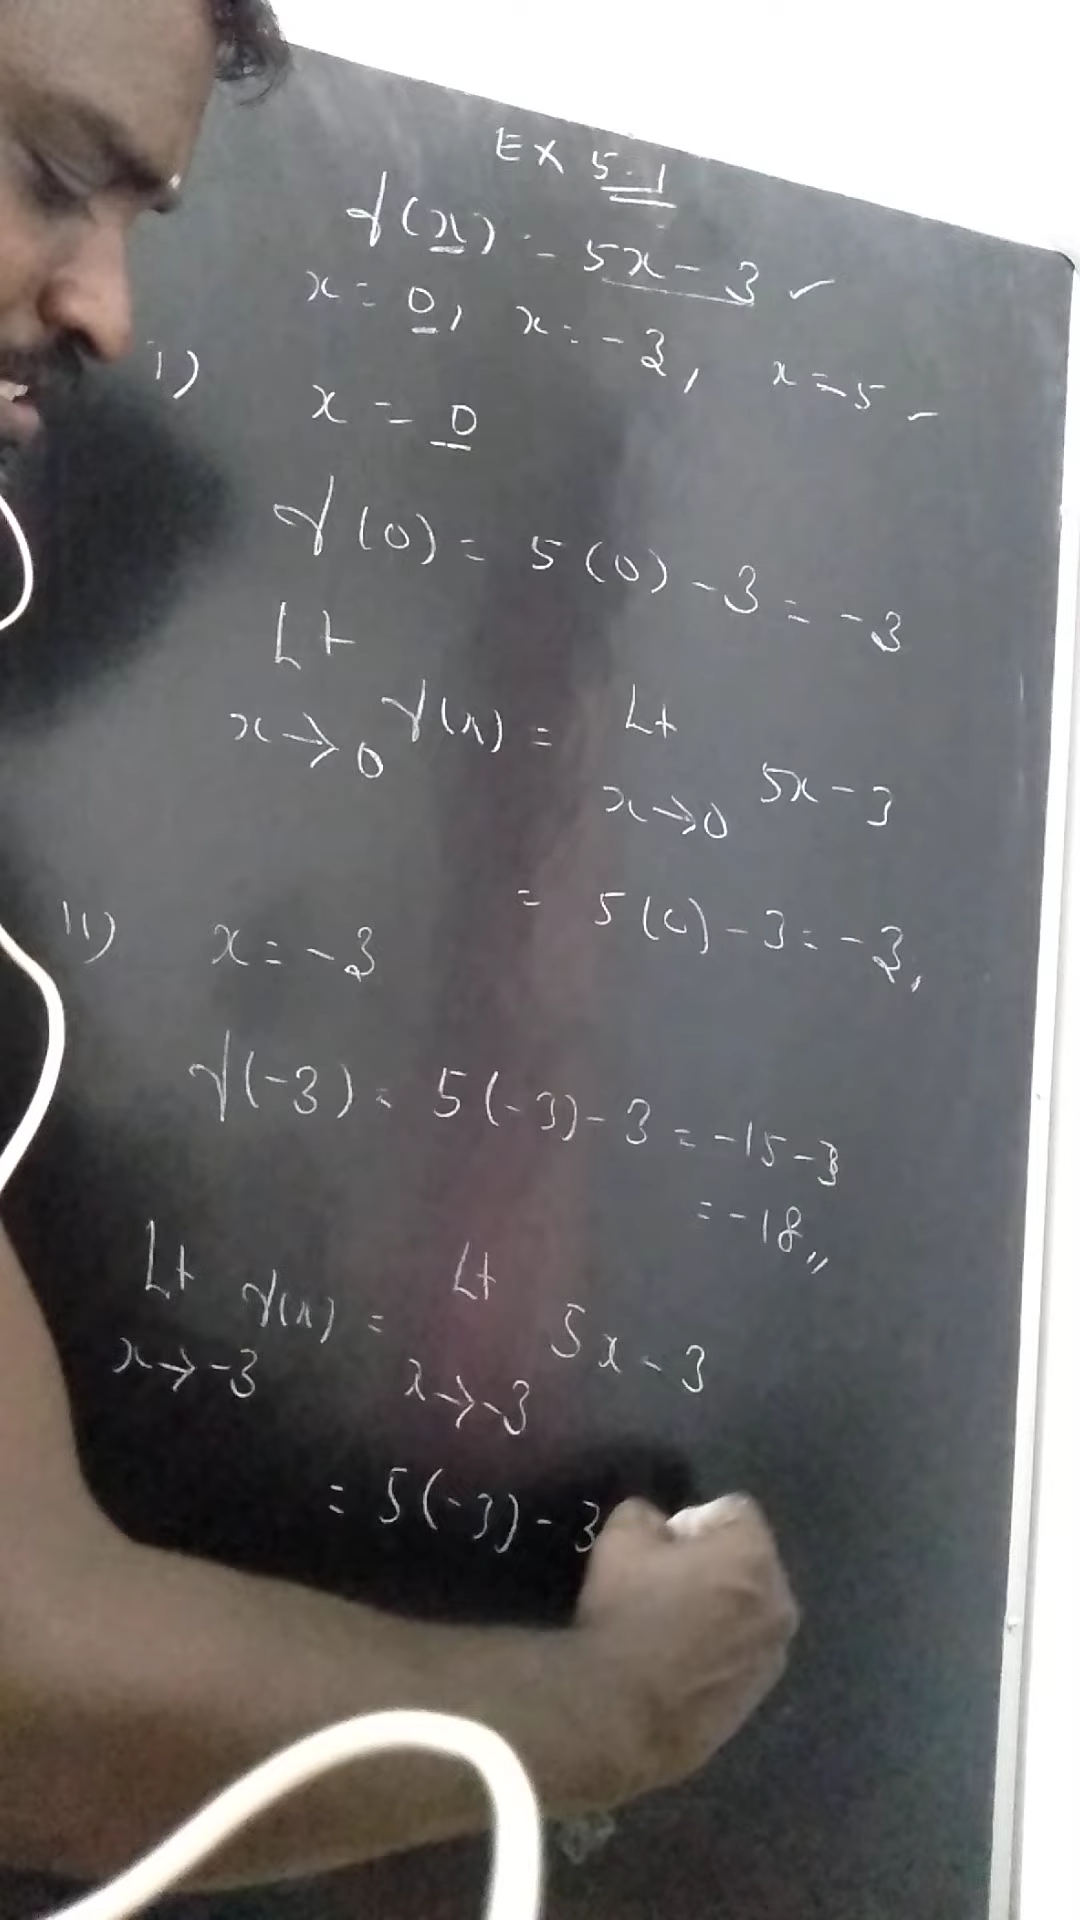 EX 5.1
f(x) = 5x - 3 ✓
x = 0, x = -3, x = 5
i) x = 0
f(0) = 5(0) - 3 = -3
Lt x→0 f(x) = Lt x→0 5x - 3
= 5(0) - 3 = -3,
ii) x = -3
f(-3) = 5(-3) - 3 = -15 - 3
= -18,,
Lt x→-3 f(x) = Lt x→-3 5x - 3
= 5(-3) - 3